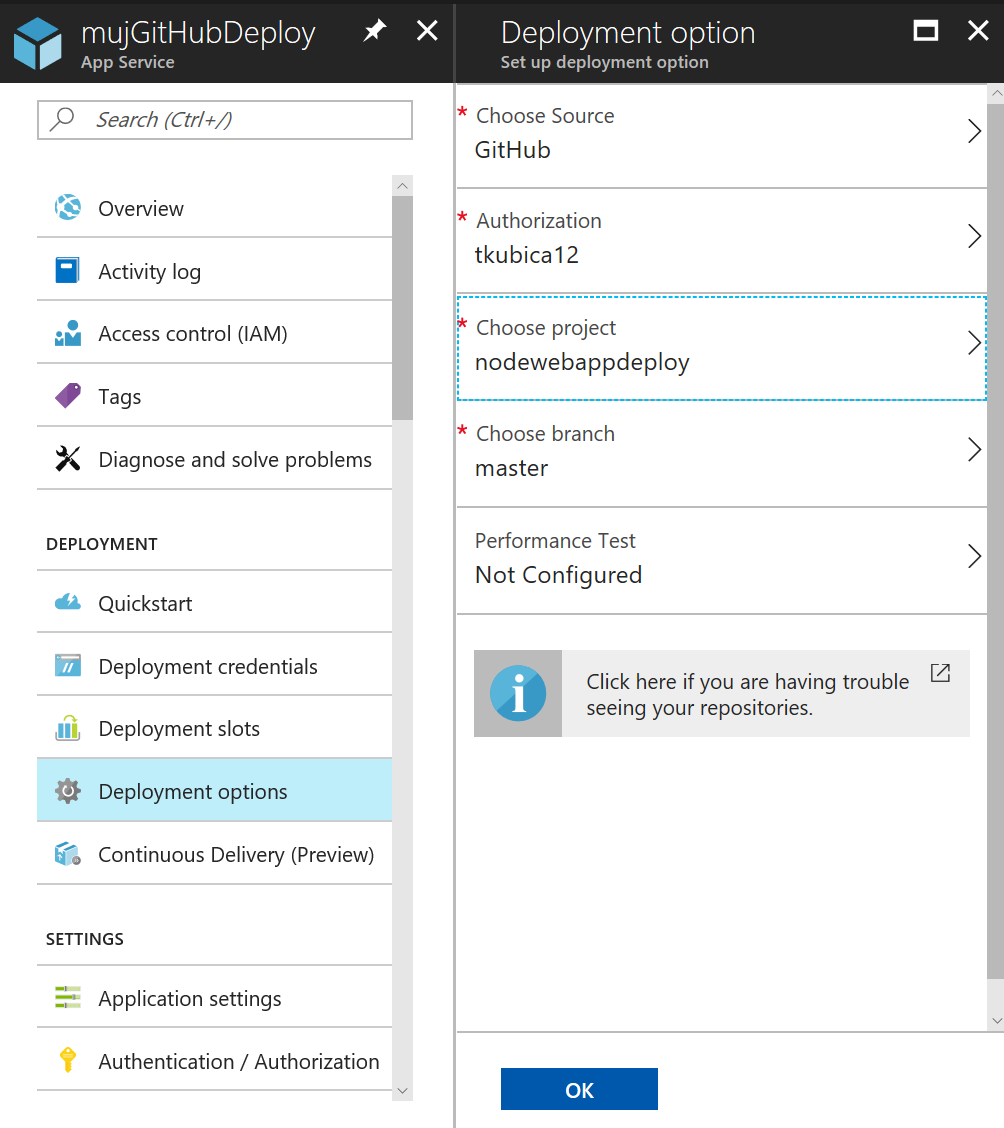 mujGitHubDeploy
App Service
Search (Ctrl+/)
Overview
Activity log
Access control (IAM)
Tags
Diagnose and solve problems
DEPLOYMENT
Quickstart
Deployment credentials
Deployment slots
Deployment options
Continuous Delivery (Preview)
SETTINGS
Application settings
Authentication / Authorization
Deployment option
Set up deployment option
* Choose Source
GitHub
* Authorization
tkubica12
* Choose project
nodewebappdeploy
* Choose branch
master
Performance Test
Not Configured
Click here if you are having trouble
seeing your repositories.
OK